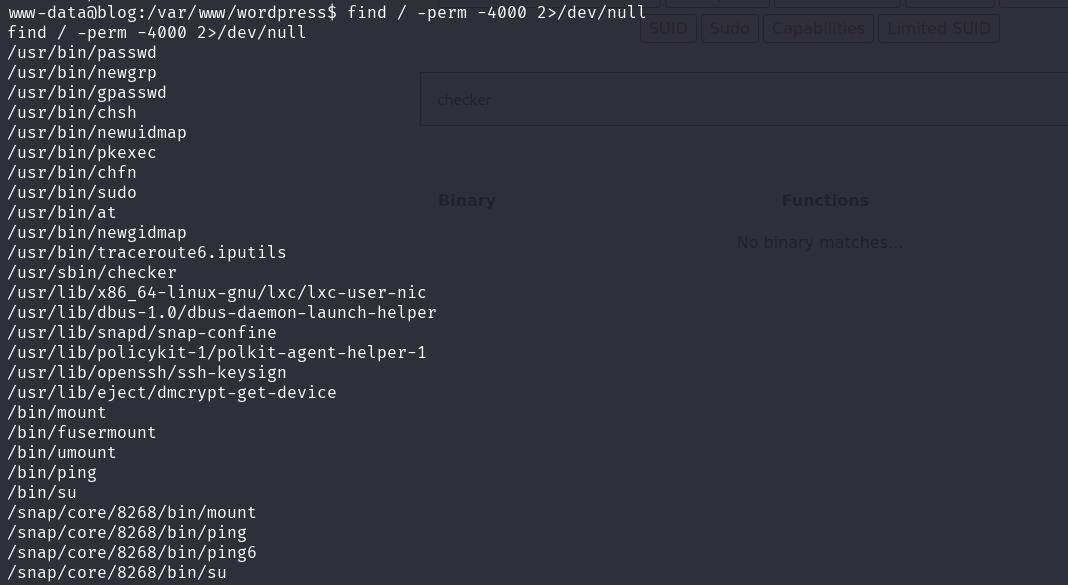 www-data@blog:/var/www/wordpress$ find / -perm -4000 2>/dev/null
find / -perm -4000 2>/dev/null
/usr/bin/passwd
/usr/bin/newgrp
/usr/bin/gpasswd
/usr/bin/chsh
/usr/bin/newuidmap
/usr/bin/pkexec
/usr/bin/chfn
/usr/bin/sudo
/usr/bin/at
/usr/bin/newgidmap
/usr/bin/traceroute6.iputils
/usr/sbin/checker
/usr/lib/x86_64-linux-gnu/lxc/lxc-user-nic
/usr/lib/dbus-1.0/dbus-daemon-launch-helper
/usr/lib/snapd/snap-confine
/usr/lib/policykit-1/polkit-agent-helper-1
/usr/lib/openssh/ssh-keysign
/usr/lib/eject/dmcrypt-get-device
/bin/mount
/bin/fusermount
/bin/umount
/bin/ping
/bin/su
/snap/core/8268/bin/mount
/snap/core/8268/bin/ping
/snap/core/8268/bin/ping6
/snap/core/8268/bin/su
SUID Sudo Capabilities Limited SUID
checker
Binary Functions
No binary matches...